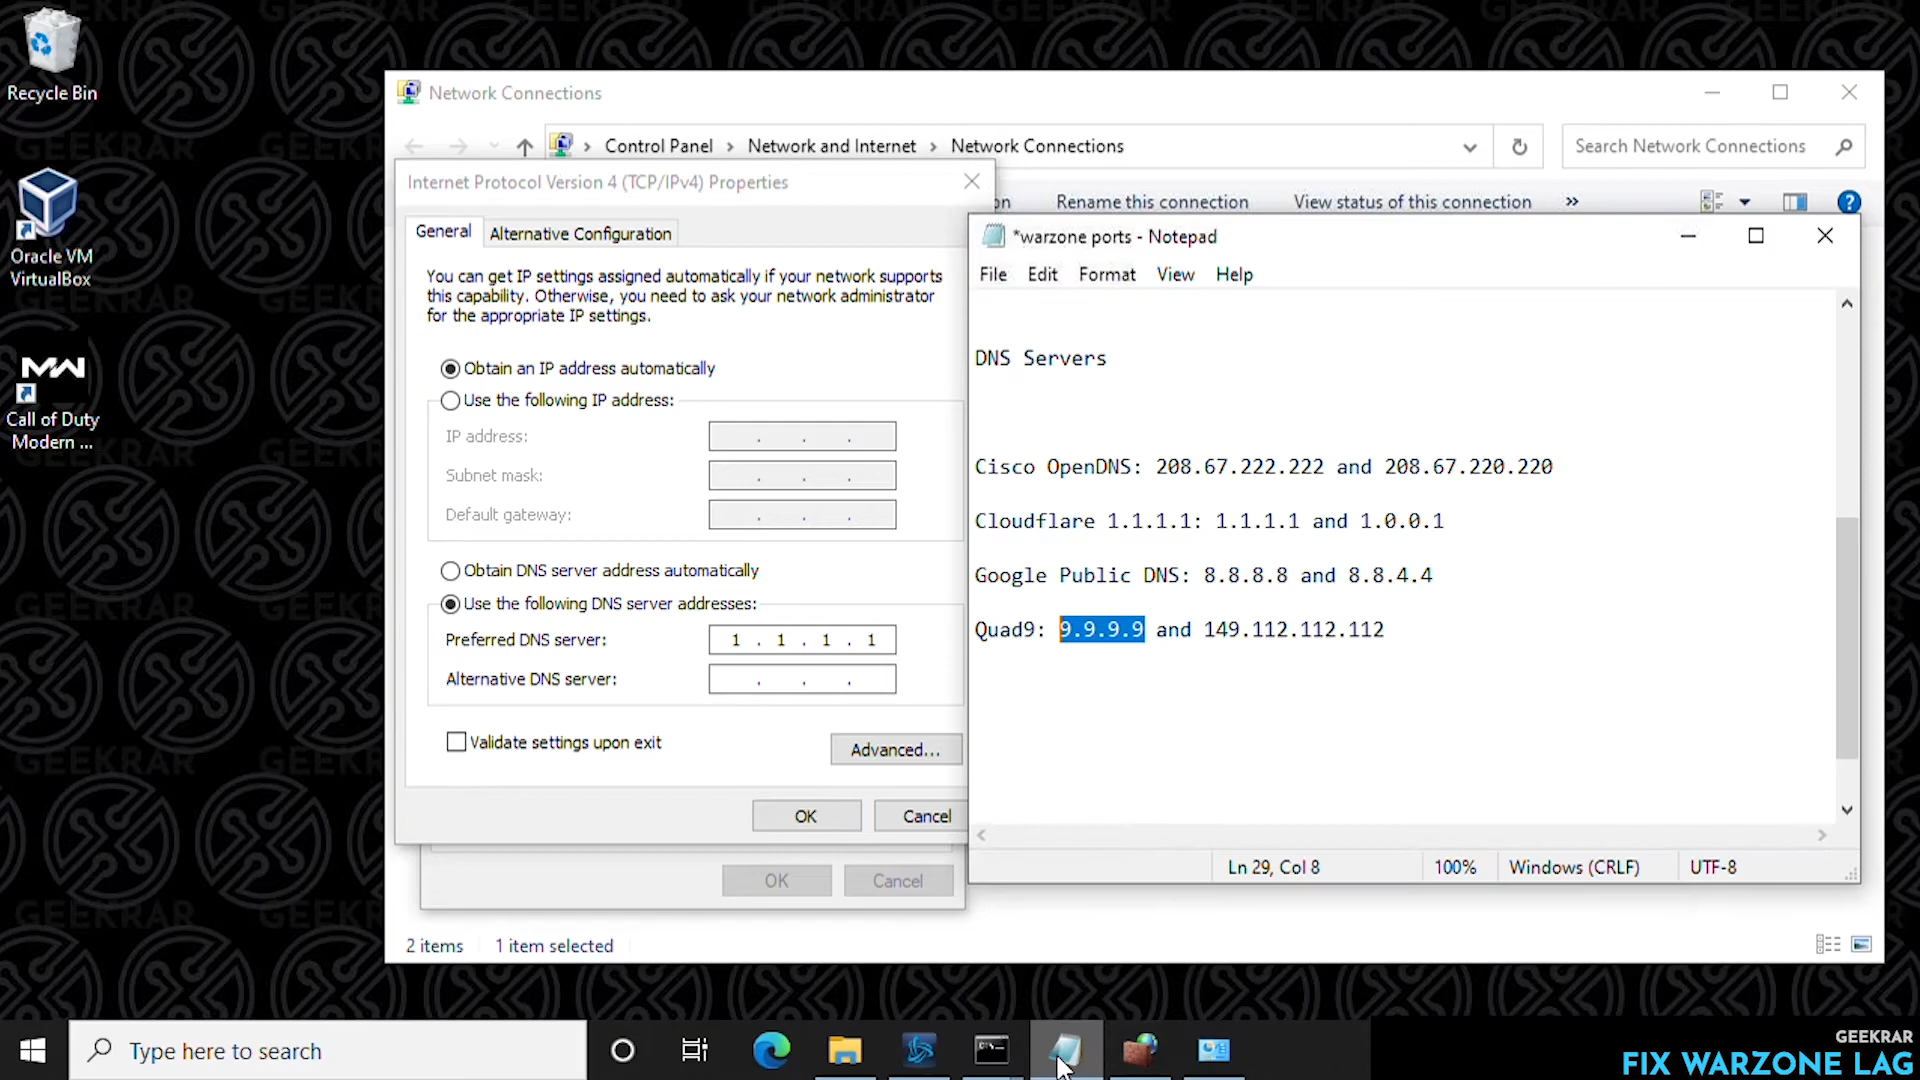 Recycle Bin
Oracle VM
VirtualBox
MW
Call of Duty
Modern ...
Network Connections
Control Panel > Network and Internet > Network Connections
Search Network Connections
on
Rename this connection
View status of this connection
»
Internet Protocol Version 4 (TCP/IPv4) Properties
General
Alternative Configuration
You can get IP settings assigned automatically if your network supports
this capability. Otherwise, you need to ask your network administrator
for the appropriate IP settings.
Obtain an IP address automatically
Use the following IP address:
IP address:
. . .
Subnet mask:
. . .
Default gateway:
. . .
Obtain DNS server address automatically
Use the following DNS server addresses:
Preferred DNS server:
1 . 1 . 1 . 1
Alternative DNS server:
. . .
Validate settings upon exit
Advanced...
OK
Cancel
OK
Cancel
2 items
1 item selected
*warzone ports - Notepad
File Edit Format View Help
DNS Servers
Cisco OpenDNS: 208.67.222.222 and 208.67.220.220
Cloudflare 1.1.1.1: 1.1.1.1 and 1.0.0.1
Google Public DNS: 8.8.8.8 and 8.8.4.4
Quad9: 9.9.9.9 and 149.112.112.112
Ln 29, Col 8
100%
Windows (CRLF)
UTF-8
Type here to search
GEEKRAR
FIX WARZONE LAG